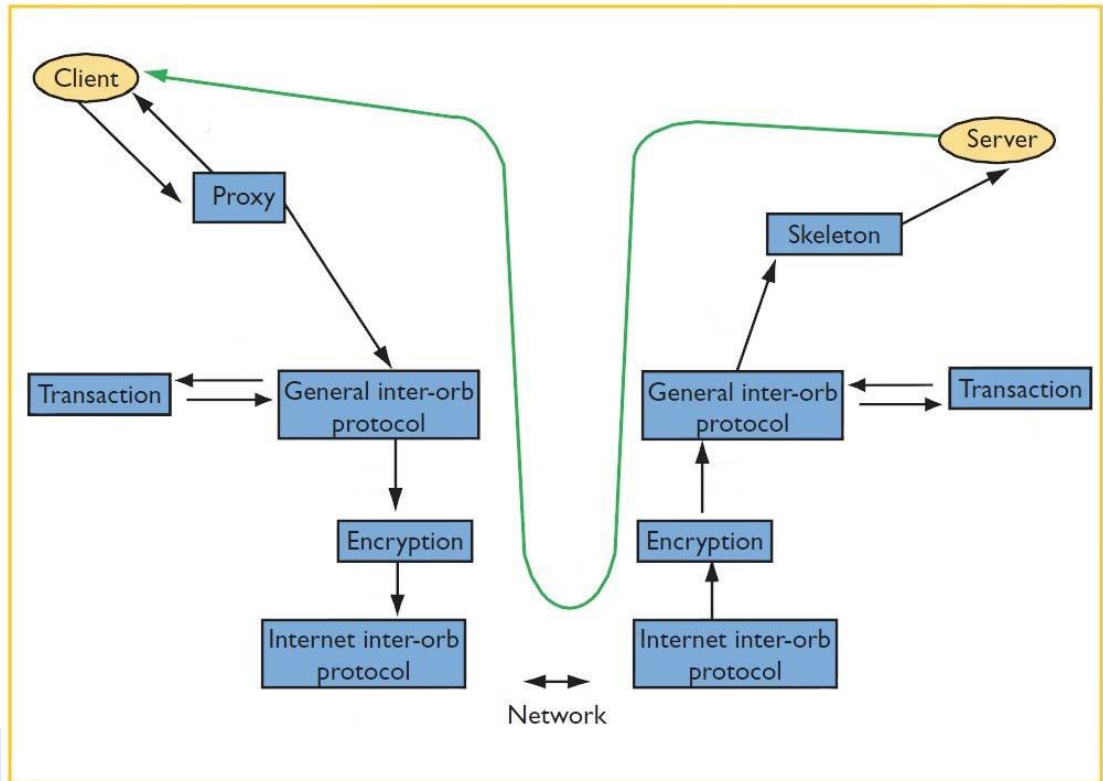 Client
Server
Proxy
Skeleton
Transaction
General inter-orb
protocol
General inter-orb
protocol
Transaction
Encryption
Encryption
Internet inter-orb
protocol
Internet inter-orb
protocol
Network